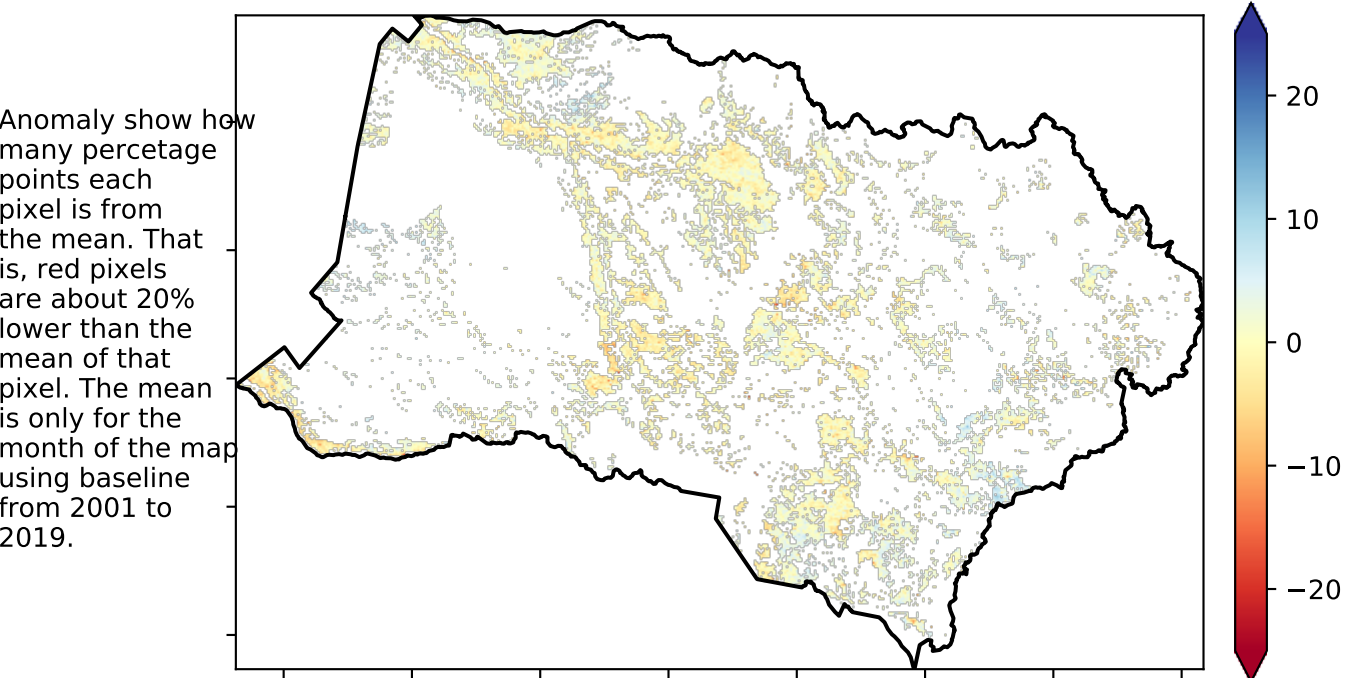 Anomaly show how
many percetage
points each
pixel is from
the mean. That
is, red pixels
are about 20%
lower than the
mean of that
pixel. The mean
is only for the
month of the map
using baseline
from 2001 to
2019.
20
10
0
−10
−20